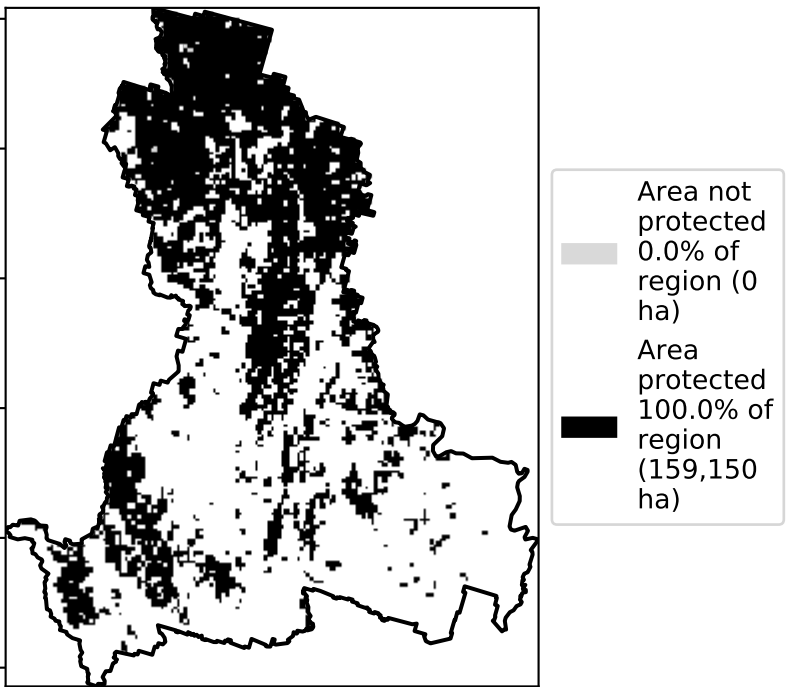 Area not
protected
0.0% of
region (0
ha)
Area
protected
100.0% of
region
(159,150
ha)